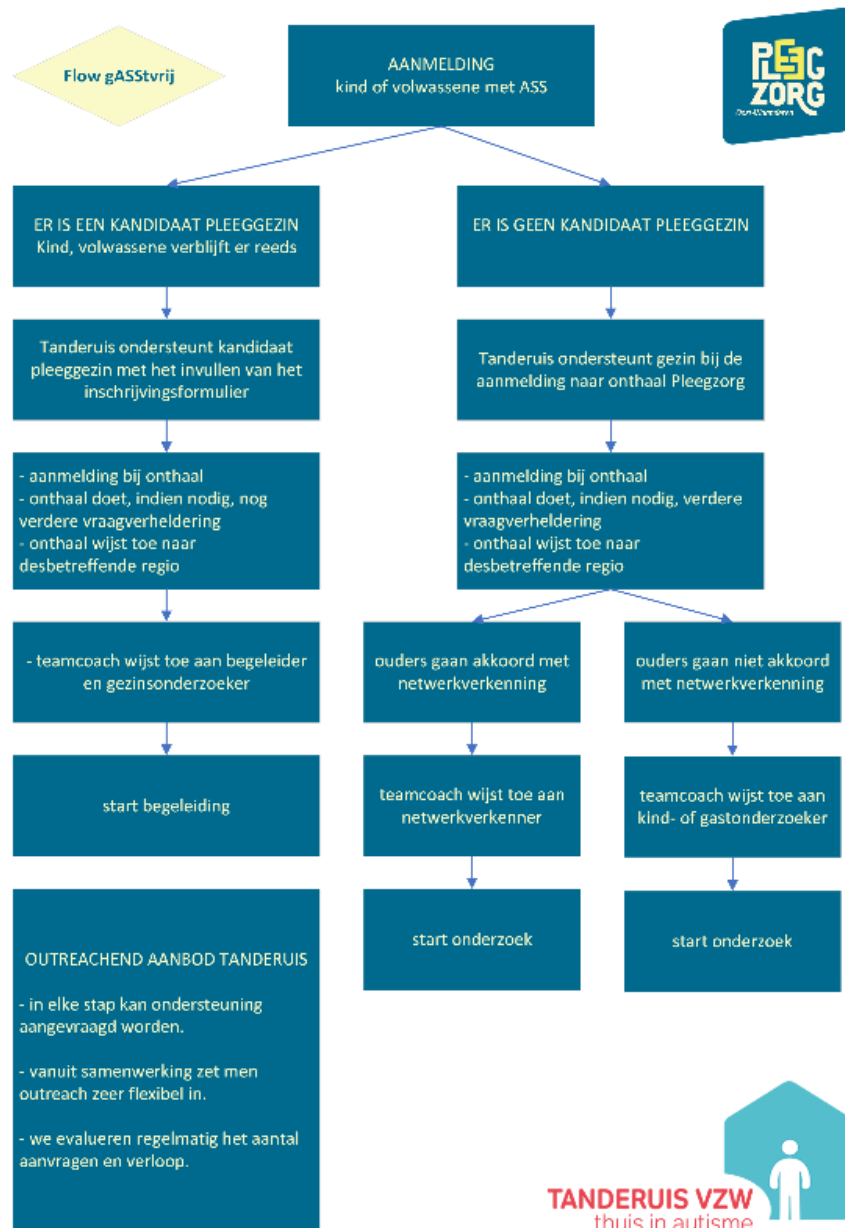 Flow gASStvrij
AANMELDING
kind of volwassene met ASS
PLEEG
ZORG
Oost-Vlaanderen
ER IS EEN KANDIDAAT PLEEGGEZIN
Kind, volwassene verblijft er reeds
ER IS GEEN KANDIDAAT PLEEGGEZIN
Tanderuis ondersteunt kandidaat
pleeggezin met het invullen van het
inschrijvingsformulier
Tanderuis ondersteunt gezin bij de
aanmelding naar onthaal Pleegzorg
- aanmelding bij onthaal
- onthaal doet, indien nodig, nog
verdere vraagverheldering
- onthaal wijst toe naar
desbetreffende regio
- aanmelding bij onthaal
- onthaal doet, indien nodig, verdere
vraagverheldering
- onthaal wijst toe naar
desbetreffende regio
- teamcoach wijst toe aan begeleider
en gezinsonderzoeker
ouders gaan akkoord met
netwerkverkenning
ouders gaan niet akkoord
met netwerkverkenning
start begeleiding
teamcoach wijst toe aan
netwerkverkenner
teamcoach wijst toe aan
kind- of gastonderzoeker
start onderzoek
start onderzoek
OUTREACHEND AANBOD TANDERUIS
- in elke stap kan ondersteuning
aangevraagd worden.
- vanuit samenwerking zet men
outreach zeer flexibel in.
- we evalueren regelmatig het aantal
aanvragen en verloop.
TANDERUIS VZW
thuis in autisme